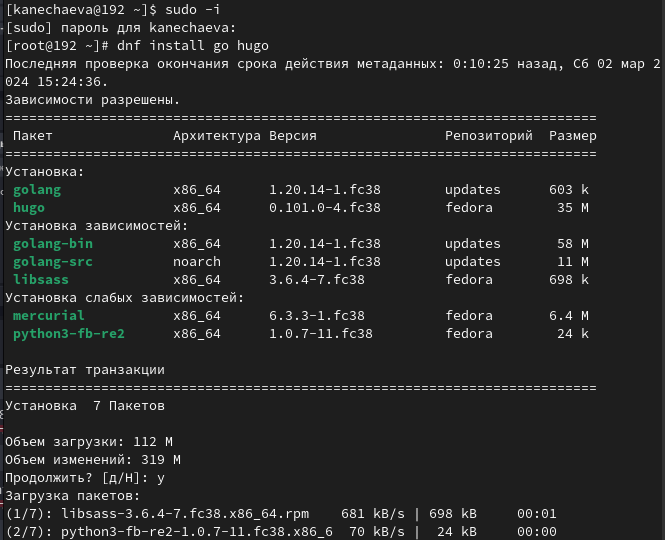 [kanechaeva@192 ~]$ sudo -i
[sudo] пароль для kanechaeva:
[root@192 ~]# dnf install go hugo
Последняя проверка окончания срока действия метаданных: 0:10:25 назад, Сб 02 мар 2
024 15:24:36.
Зависимости разрешены.
================================================================================
Пакет Архитектура Версия Репозиторий Размер
================================================================================
Установка:
golang x86_64 1.20.14-1.fc38 updates 603 k
hugo x86_64 0.101.0-4.fc38 fedora 35 M
Установка зависимостей:
golang-bin x86_64 1.20.14-1.fc38 updates 58 M
golang-src noarch 1.20.14-1.fc38 updates 11 M
libsass x86_64 3.6.4-7.fc38 fedora 698 k
Установка слабых зависимостей:
mercurial x86_64 6.3.3-1.fc38 fedora 6.4 M
python3-fb-re2 x86_64 1.0.7-11.fc38 fedora 24 k
Результат транзакции
================================================================================
Установка 7 Пакетов
Объем загрузки: 112 M
Объем изменений: 319 M
Продолжить? [д/Н]: y
Загрузка пакетов:
(1/7): libsass-3.6.4-7.fc38.x86_64.rpm 681 kB/s | 698 kB 00:01
(2/7): python3-fb-re2-1.0.7-11.fc38.x86_6 70 kB/s | 24 kB 00:00